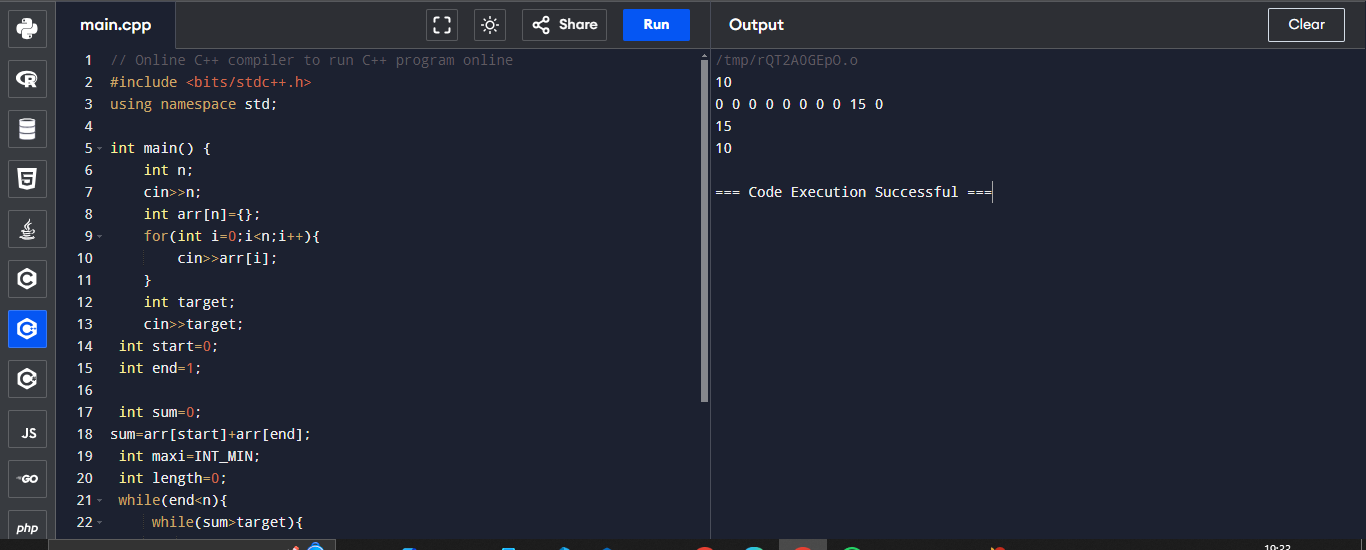 main.cpp
Share
Run
Output
Clear
1 // Online C++ compiler to run C++ program online
2 #include <bits/stdc++.h>
3 using namespace std;
4
5 int main() {
6 int n;
7 cin>>n;
8 int arr[n]={};
9 for(int i=0;i<n;i++){
10 cin>>arr[i];
11 }
12 int target;
13 cin>>target;
14 int start=0;
15 int end=1;
16
17 int sum=0;
18 sum=arr[start]+arr[end];
19 int maxi=INT_MIN;
20 int length=0;
21 while(end<n){
22 while(sum>target){
/tmp/rQT2A0GEpO.o
10
0 0 0 0 0 0 0 0 15 0
15
10
=== Code Execution Successful ===
JS
GO
php